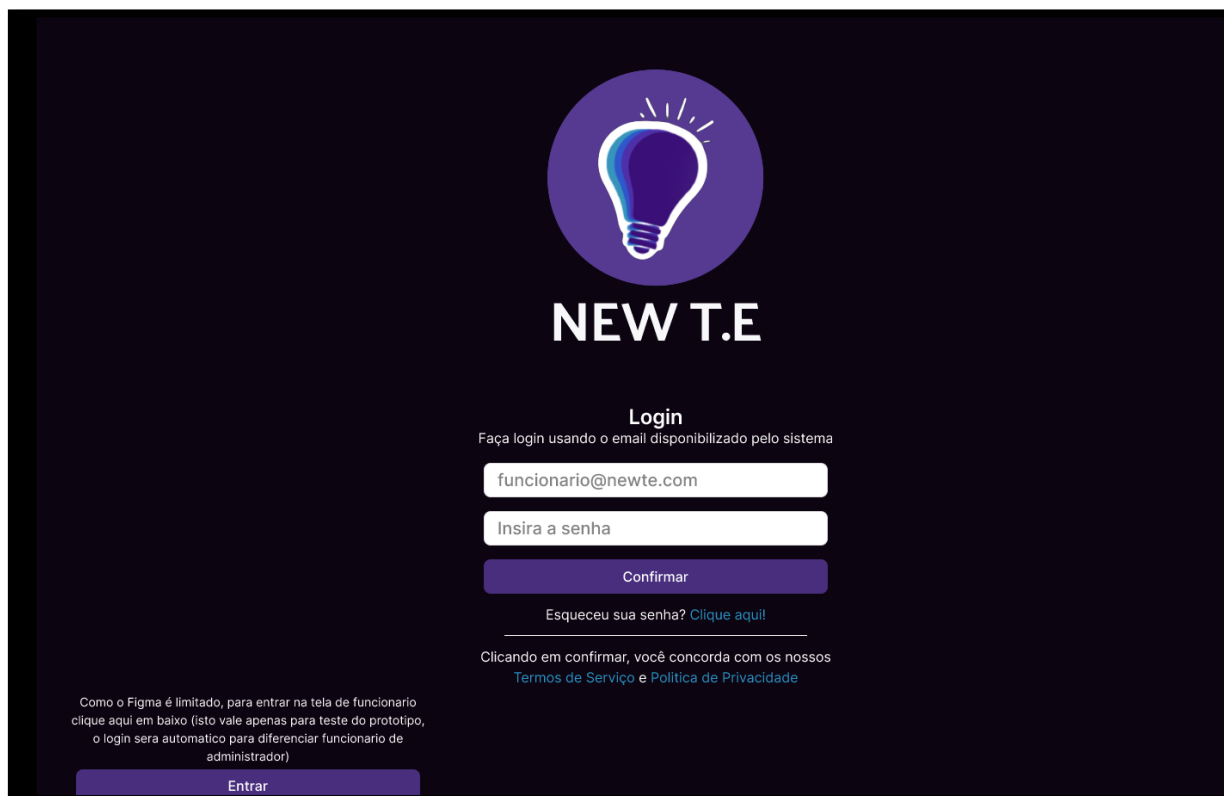 NEW T.E
Login
Faça login usando o email disponibilizado pelo sistema
funcionario@newte.com
Insira a senha
Confirmar
Esqueceu sua senha? Clique aqui!
Clicando em confirmar, você concorda com os nossos
Termos de Serviço e Politica de Privacidade
Como o Figma é limitado, para entrar na tela de funcionario
clique aqui em baixo (isto vale apenas para teste do prototipo,
o login sera automatico para diferenciar funcionario de
administrador)
Entrar